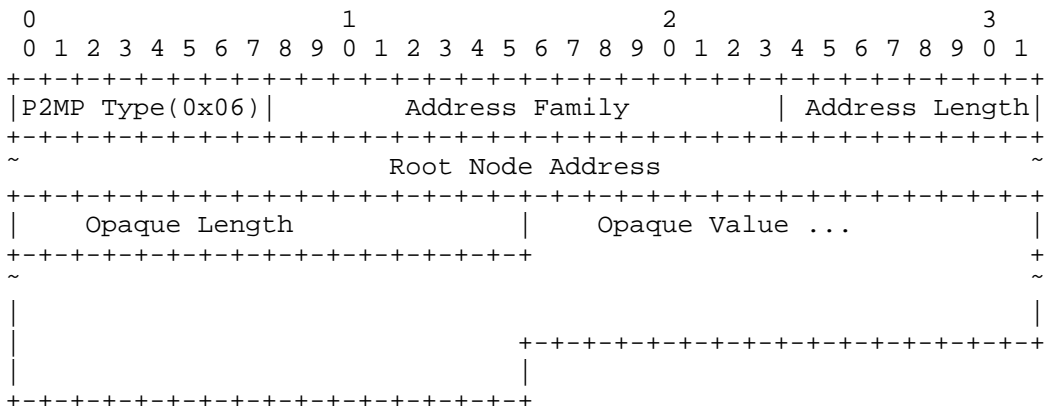 0                   1                   2                   3
0 1 2 3 4 5 6 7 8 9 0 1 2 3 4 5 6 7 8 9 0 1 2 3 4 5 6 7 8 9 0 1
+-+-+-+-+-+-+-+-+-+-+-+-+-+-+-+-+-+-+-+-+-+-+-+-+-+-+-+-+-+-+-+-+
|P2MP Type(0x06)|        Address Family         | Address Length|
+-+-+-+-+-+-+-+-+-+-+-+-+-+-+-+-+-+-+-+-+-+-+-+-+-+-+-+-+-+-+-+-+
~                       Root Node Address                       ~
+-+-+-+-+-+-+-+-+-+-+-+-+-+-+-+-+-+-+-+-+-+-+-+-+-+-+-+-+-+-+-+-+
|    Opaque Length              |    Opaque Value ...           |
+-+-+-+-+-+-+-+-+-+-+-+-+-+-+-+-+                               +
~                                                               ~
|                                                               |
|                               +-+-+-+-+-+-+-+-+-+-+-+-+-+-+-+-+
|                               |
+-+-+-+-+-+-+-+-+-+-+-+-+-+-+-+-+